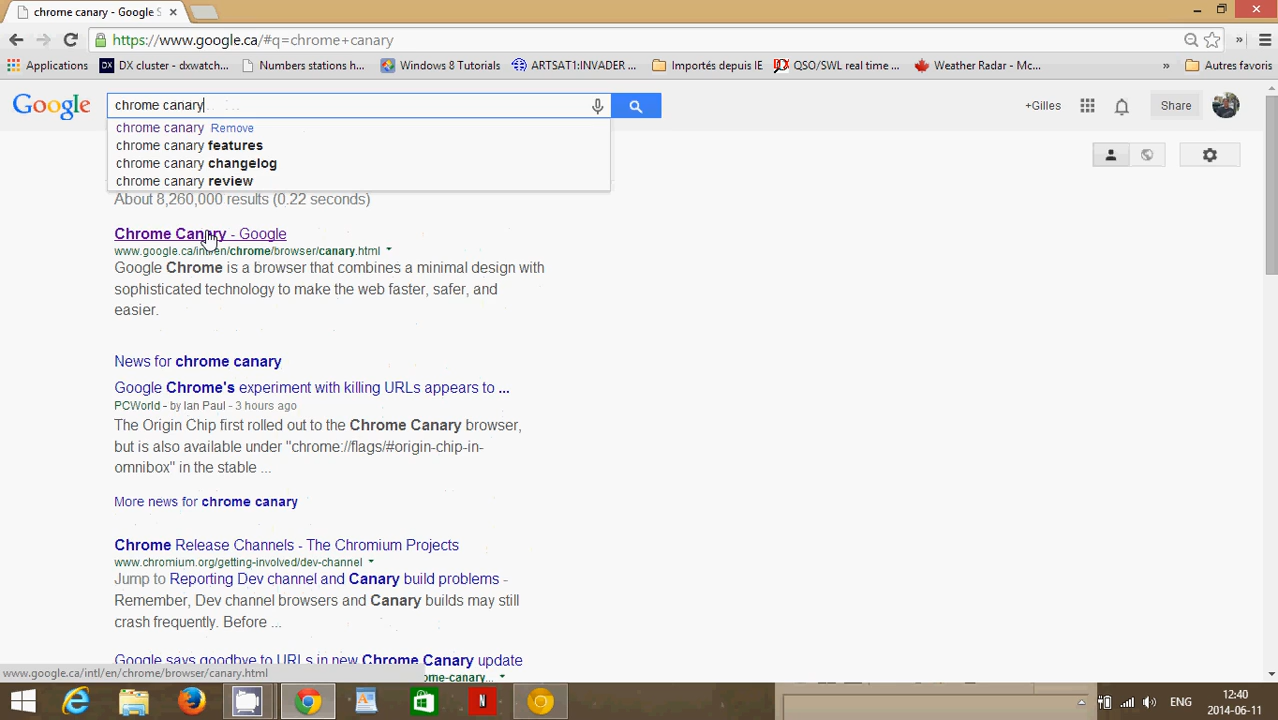 chrome canary - Google S
https://www.google.ca/#q=chrome+canary
Applications DX DX cluster - dxwatch... Numbers stations h... Windows 8 Tutorials ARTSAT1:INVADER ... Importés depuis IE QSO/SWL real time ... Weather Radar - Mc... » Autres favoris
Google chrome canary +Gilles Share
chrome canary Remove
chrome canary features
chrome canary changelog
chrome canary review
About 8,260,000 results (0.22 seconds)
Chrome Canary - Google
www.google.ca/intl/en/chrome/browser/canary.html
Google Chrome is a browser that combines a minimal design with
sophisticated technology to make the web faster, safer, and
easier.
News for chrome canary
Google Chrome's experiment with killing URLs appears to ...
PCWorld - by Ian Paul - 3 hours ago
The Origin Chip first rolled out to the Chrome Canary browser,
but is also available under "chrome://flags/#origin-chip-in-
omnibox" in the stable ...
More news for chrome canary
Chrome Release Channels - The Chromium Projects
www.chromium.org/getting-involved/dev-channel
Jump to Reporting Dev channel and Canary build problems -
Remember, Dev channel browsers and Canary builds may still
crash frequently. Before ...
Google says goodbye to URLs in new Chrome Canary update
www.google.ca/intl/en/chrome/browser/canary.html ome-canary...
N ENG 12:40
2014-06-11